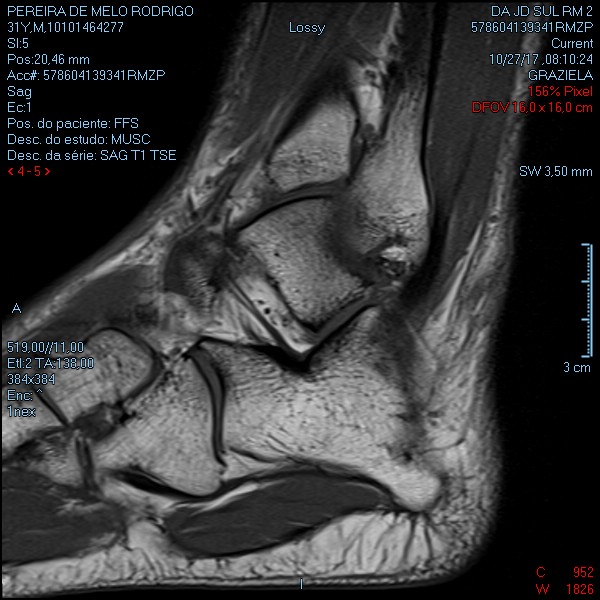 PEREIRA DE MELO RODRIGO
31Y,M,10101464277
Sl:5
Pos:20,46 mm
Acc#: 578604139341RMZP
Sag
Ec:1
Pos. do paciente: FFS
Desc. do estudo: MUSC
Desc. da série: SAG T1 TSE
< 4 - 5 >
Lossy
DA JD SUL RM 2
578604139341RMZP
Current
10/27/17 ,08:10:24
GRAZIELA
156% Pixel
DFOV 16,0 x 16,0 cm
SW 3,50 mm
A
519,00//11,00
Etl:2 TA:138.00
384x384
Enc: ^
1nex
3 cm
C 952
W 1826